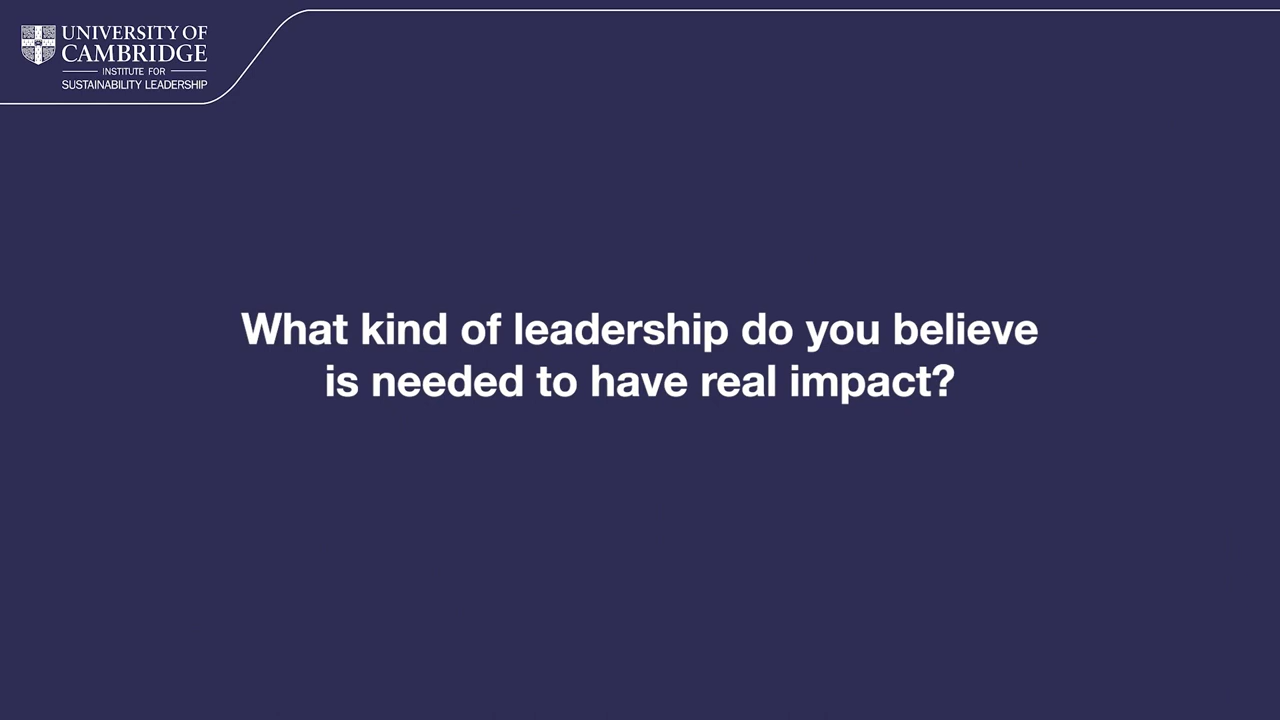 UNIVERSITY OF
CAMBRIDGE
INSTITUTE FOR
SUSTAINABILITY LEADERSHIP
What kind of leadership do you believe
is needed to have real impact?